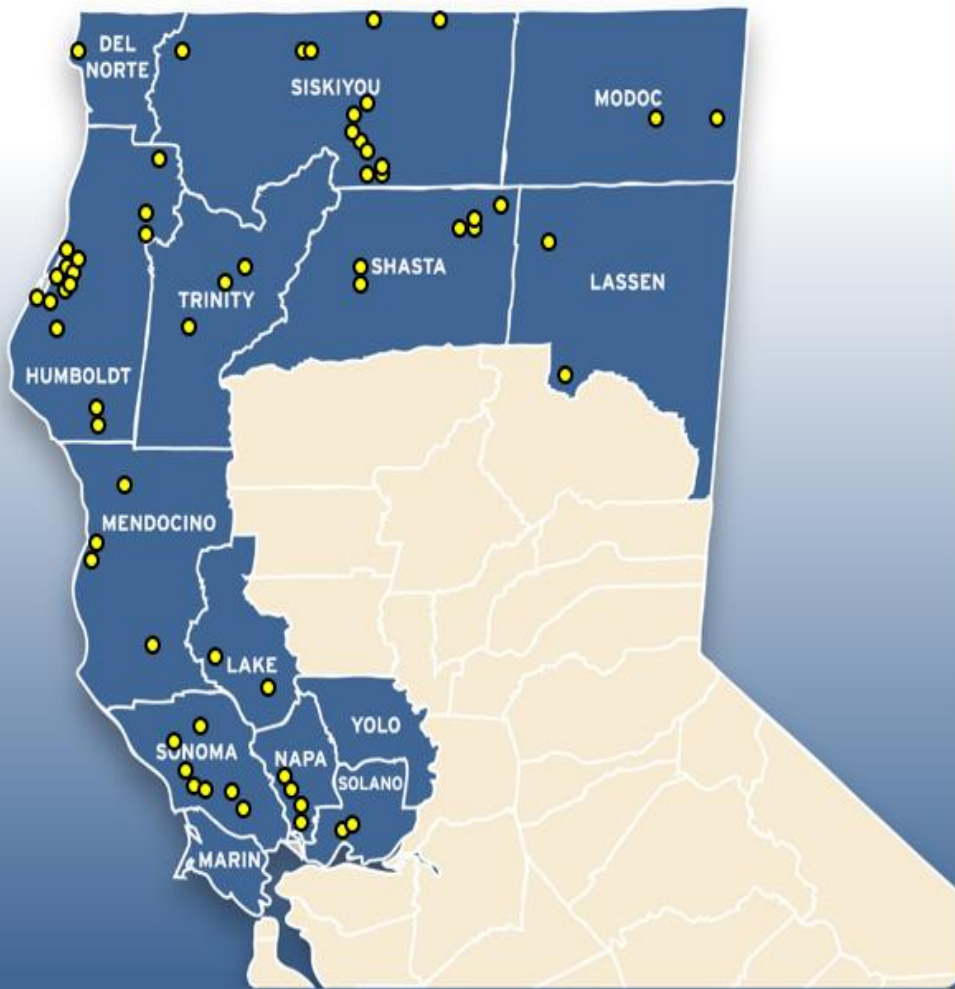 DEL
NORTE
SISKIYOU
MODOC
SHASTA
LASSEN
TRINITY
HUMBOLDT
MENDOCINO
LAKE
YOLO
SONOMA
NAPA
SOLANO
MARIN